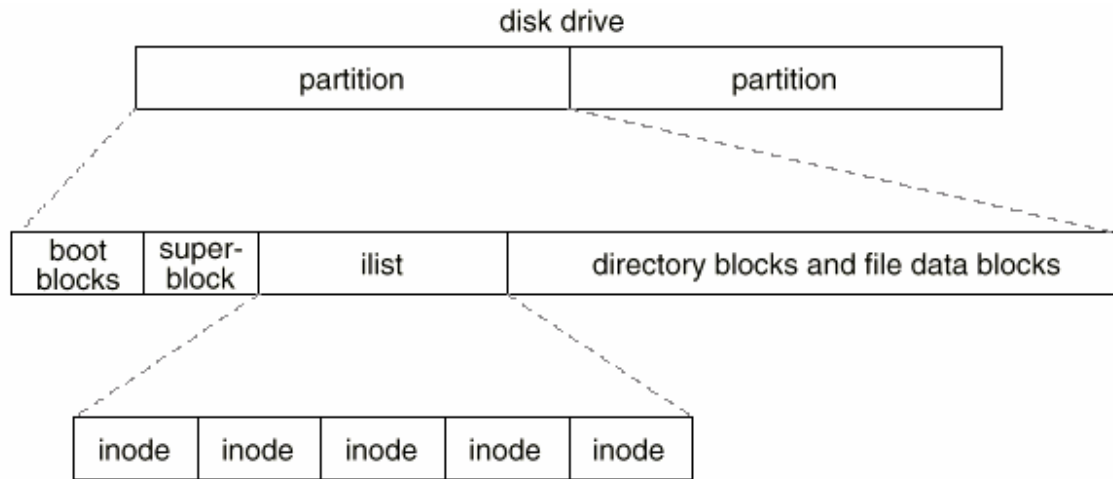 disk drive
partition partition
boot super- ilist directory blocks and file data blocks
blocks block
inode inode inode inode inode